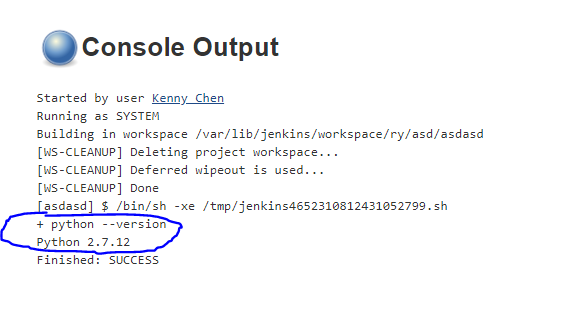 Console Output
Started by user Kenny Chen
Running as SYSTEM
Building in workspace /var/lib/jenkins/workspace/ry/asd/asdasd
[WS-CLEANUP] Deleting project workspace...
[WS-CLEANUP] Deferred wipeout is used...
[WS-CLEANUP] Done
[asdasd] $ /bin/sh -xe /tmp/jenkins4652310812431052799.sh
+ python --version
Python 2.7.12
Finished: SUCCESS